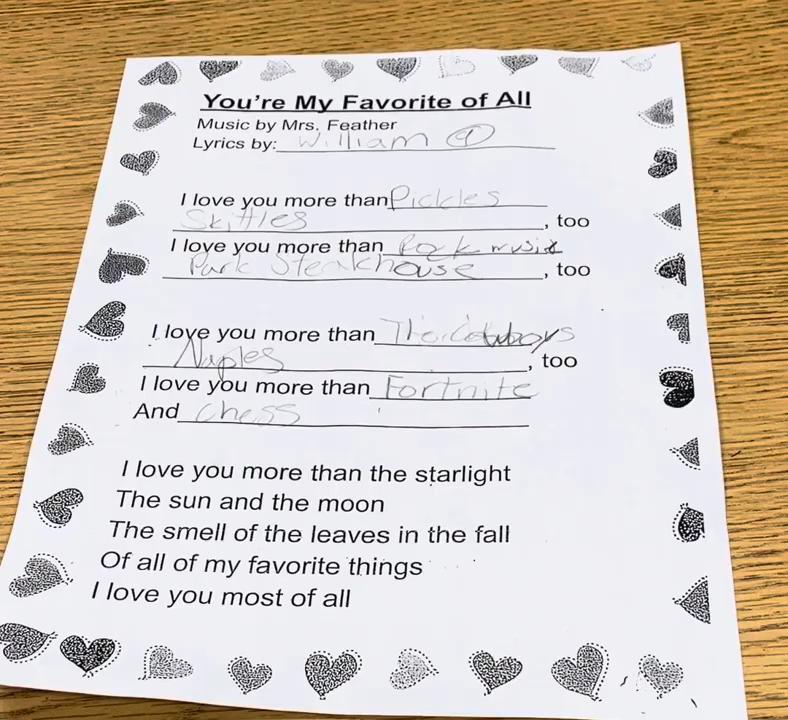 You're My Favorite of All
Music by Mrs. Feather
Lyrics by: William
I love you more than Pickles
Skittles, too
I love you more than Rock music
Park Steakhouse, too
I love you more than The Cowboys
Naples, too
I love you more than Fortnite
And chess
I love you more than the starlight
The sun and the moon
The smell of the leaves in the fall
Of all of my favorite things
I love you most of all